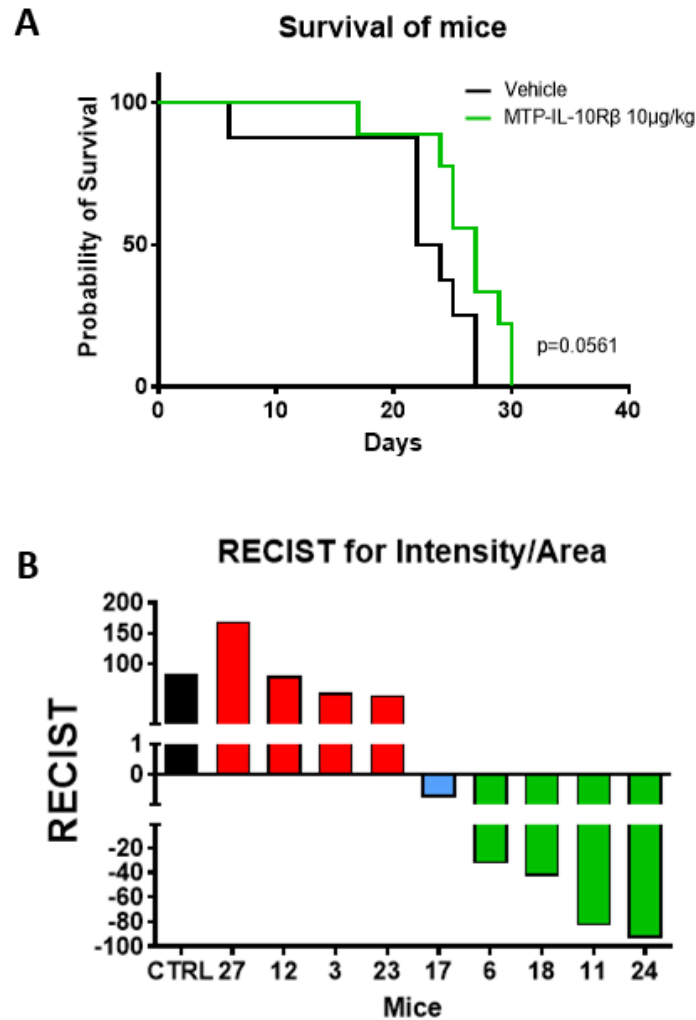 A
Survival of mice
Vehicle
MTP-IL-10Rβ 10µg/kg
Probability of Survival
100
50
0
p=0.0561
0 10 20 30 40
Days
B
RECIST for Intensity/Area
RECIST
200
150
100
1
0
-20
-40
-60
-80
-100
CTRL 27 12 3 23 17 6 18 11 24
Mice